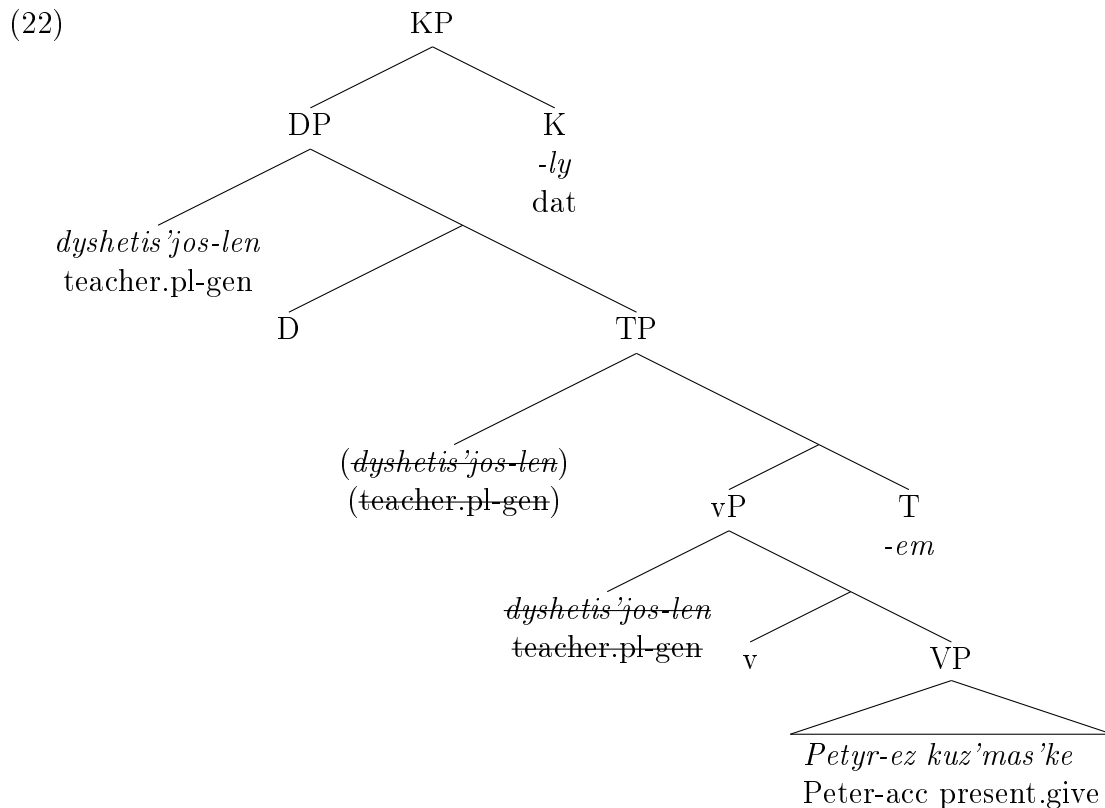 (22)
KP
DP
K
-ly
dat
dyshetis'jos-len
teacher.pl-gen
D
TP
(dyshetis'jos-len)
(teacher.pl-gen)
vP
T
-em
dyshetis'jos-len
teacher.pl-gen
v
VP
Petyr-ez kuz'mas'ke
Peter-acc present.give